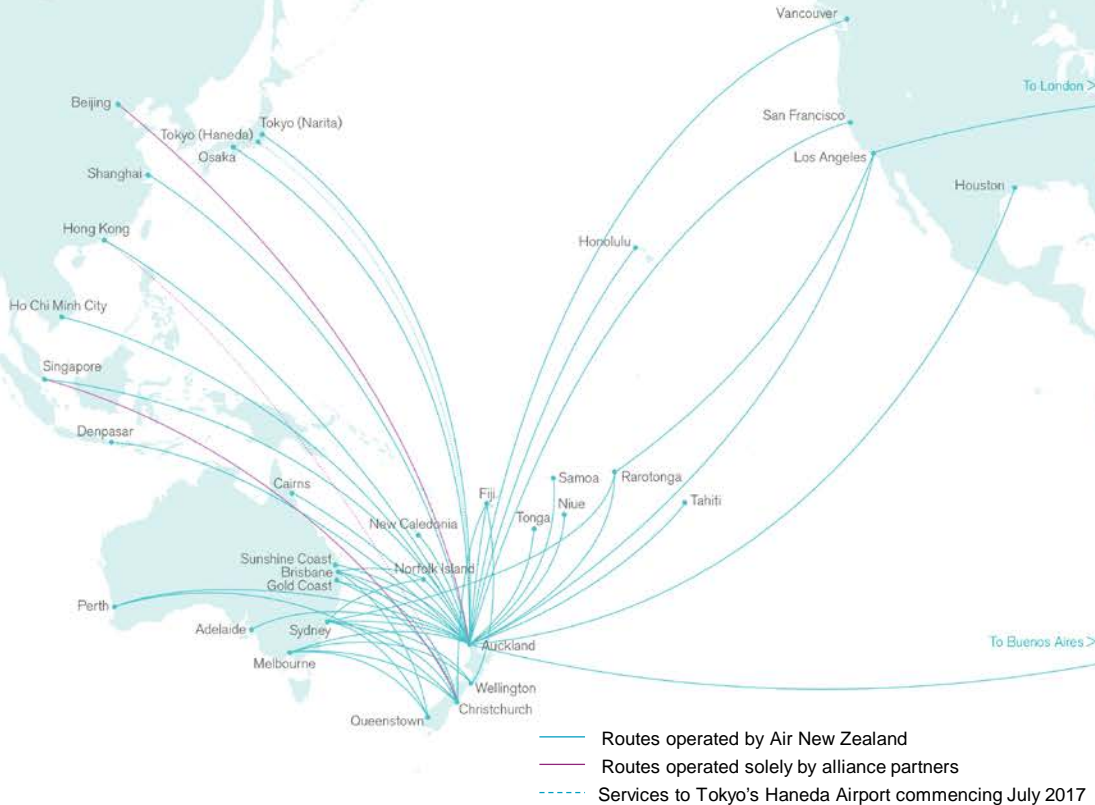 Vancouver
To London >
Beijing
San Francisco
Tokyo (Narita)
Tokyo (Haneda)
Osaka
Los Angeles
Shanghai
Houston
Hong Kong
Honolulu
Ho Chi Minh City
Singapore
Denpasar
Samoa
Rarotonga
Cairns
Fiji
Niue
Tahiti
Tonga
New Caledonia
Sunshine Coast
Brisbane
Norfolk Island
Gold Coast
Perth
Adelaide
Sydney
Auckland
To Buenos Aires >
Melbourne
Wellington
Christchurch
Queenstown
Routes operated by Air New Zealand
Routes operated solely by alliance partners
Services to Tokyo's Haneda Airport commencing July 2017